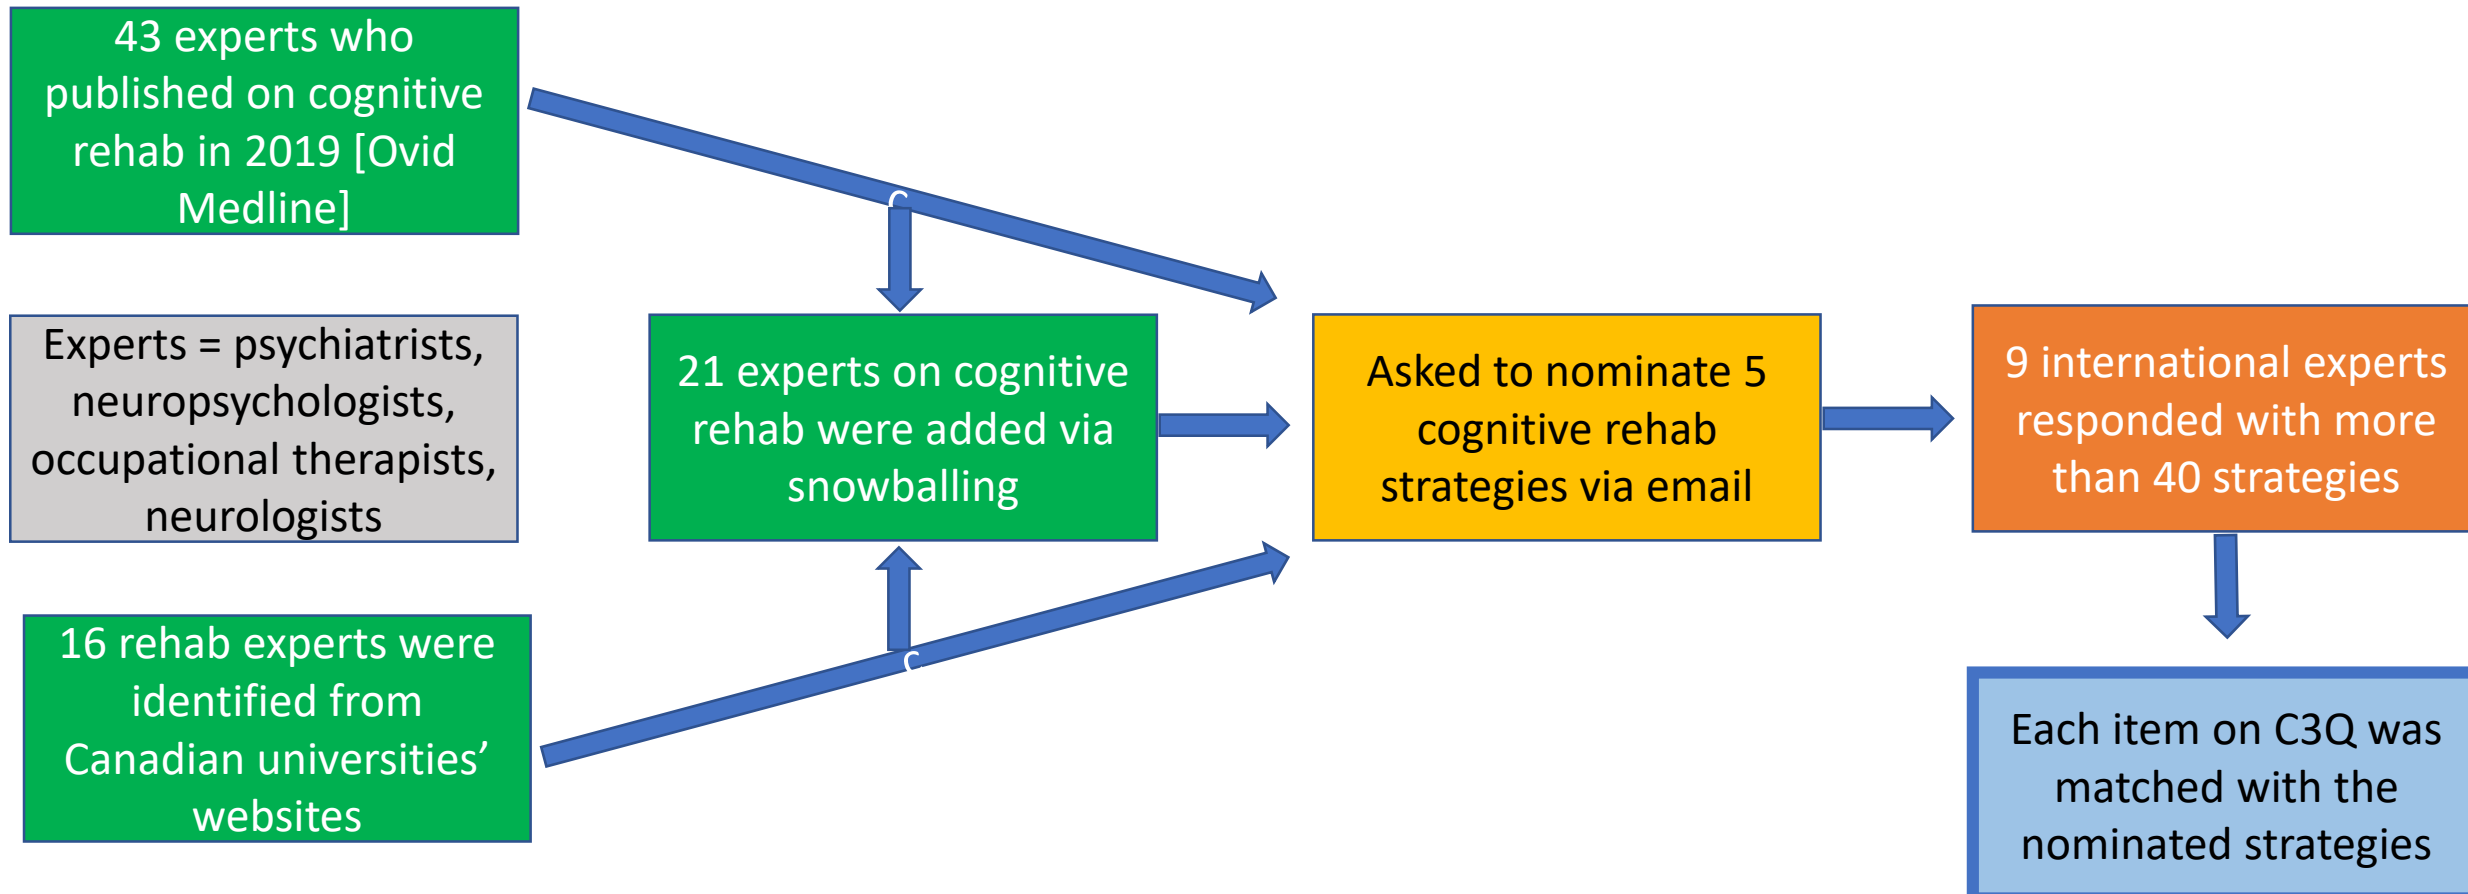 43 experts who
published on cognitive
rehab in 2019 [Ovid
Medline]
Experts = psychiatrists,
neuropsychologists,
occupational therapists,
neurologists
16 rehab experts were
identified from
Canadian universities’
websites
21 experts on cognitive
rehab were added via
snowballing
Asked to nominate 5
cognitive rehab
strategies via email
9 international experts
responded with more
than 40 strategies
Each item on C3Q was
matched with the
nominated strategies